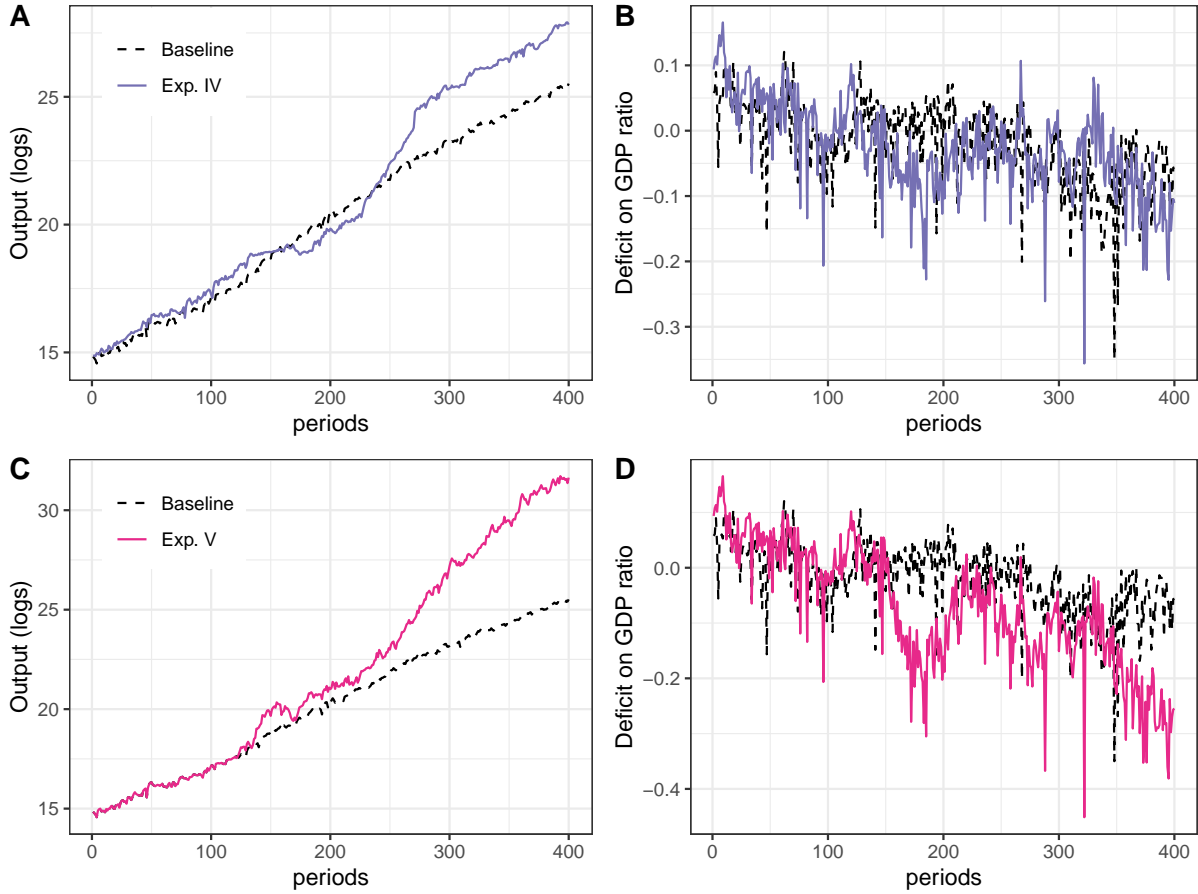 A
Output (logs)
25
20
15
Baseline
Exp. IV
0 100 200 300 400
periods
B
Deficit on GDP ratio
0.1
0.0
−0.1
−0.2
−0.3
0 100 200 300 400
periods
C
Output (logs)
30
25
20
15
Baseline
Exp. V
0 100 200 300 400
periods
D
Deficit on GDP ratio
0.0
−0.2
−0.4
0 100 200 300 400
periods